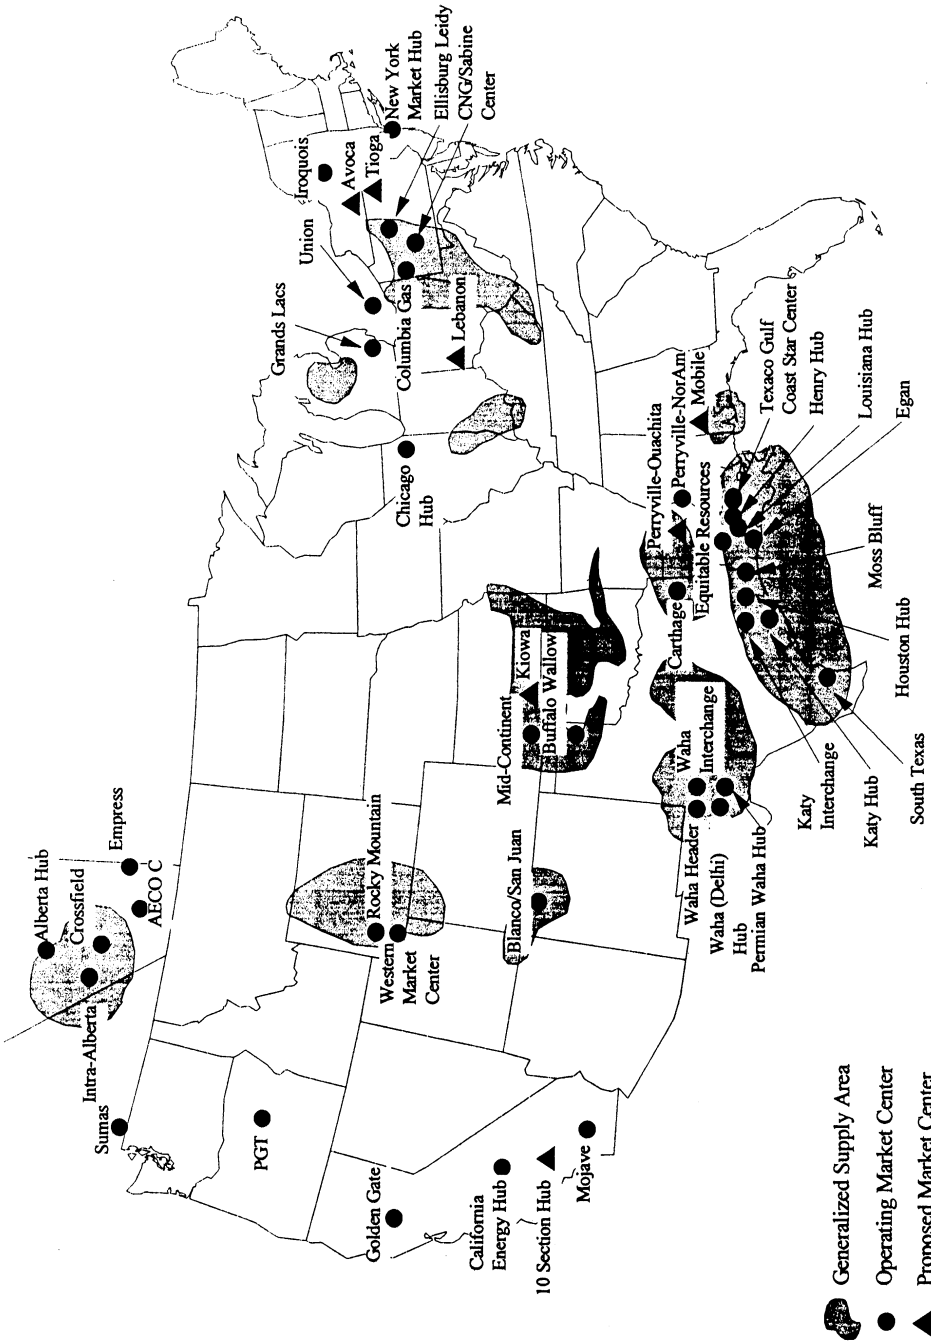 Alberta Hub
Crossfield
Empress
AECO C
Intra-Alberta
Sumas
PGT
Golden Gate
California
Energy Hub
10 Section Hub
Mojave
Rocky Mountain
Western
Market
Center
Blanco/San Juan
Mid-Continent
Kiowa
Buffalo Wallow
Chicago
Hub
Grands Lacs
Union
Iroquois
Avoca
Tioga
New York
Market Hub
Ellisburg Leidy
CNG/Sabine
Center
Columbia Gas
Lebanon
Perryville-Ouachita
Perryville-NorAm
Mobile
Carthage
Equitable Resources
Texaco Gulf
Coast Star Center
Henry Hub
Louisiana Hub
Egan
Moss Bluff
Houston Hub
South Texas
Katy Hub
Katy
Interchange
Waha
Interchange
Waha Header
Waha (Delhi)
Hub
Permian Waha Hub
Generalized Supply Area
Operating Market Center
Proposed Market Center